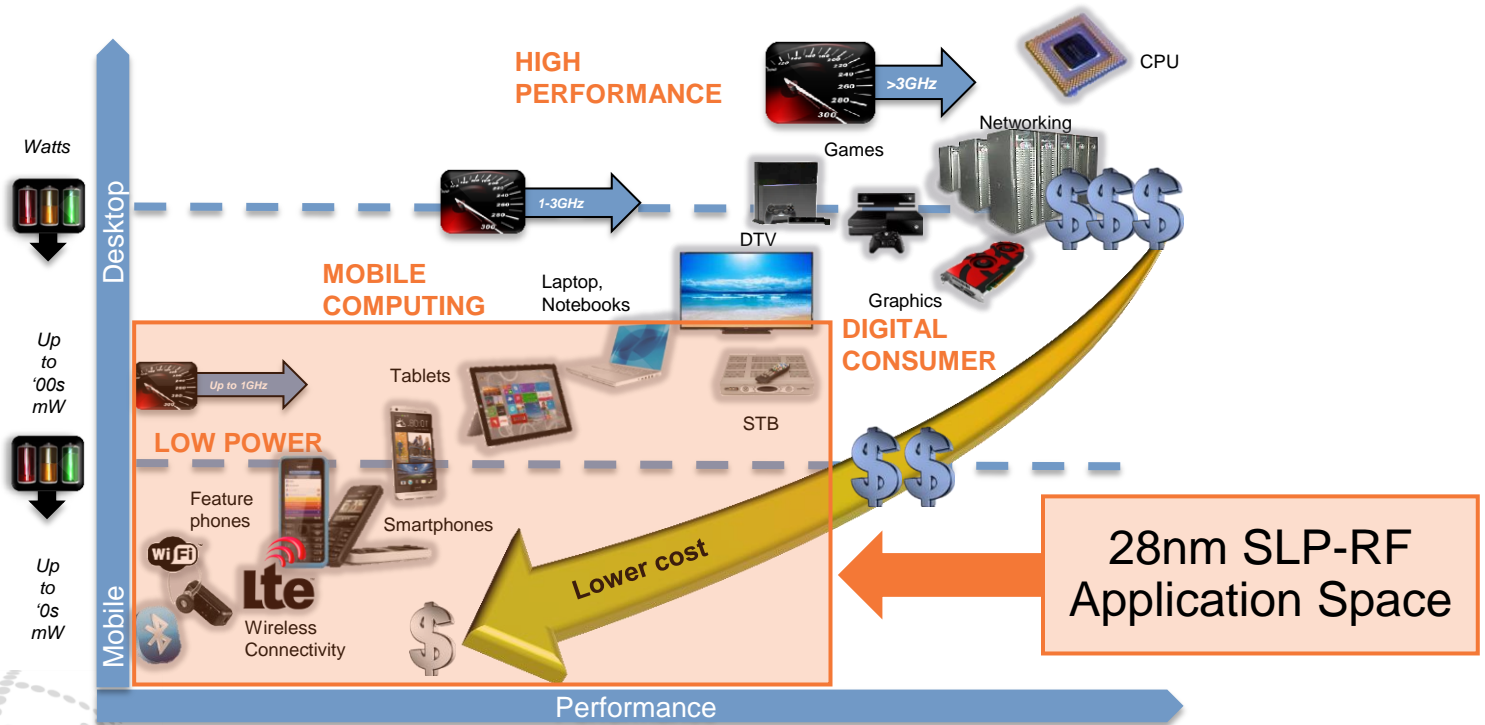 HIGH
PERFORMANCE
>3GHz
CPU
Networking
Games
Watts
1-3GHz
Desktop
DTV
MOBILE
COMPUTING
Laptop,
Notebooks
Graphics
DIGITAL
CONSUMER
Up
to
‘00s
mW
Up to 1GHz
Tablets
STB
LOW POWER
$$$
$$
Feature
phones
Smartphones
Wi Fi
Lte
Wireless
Connectivity
Lower cost
$
28nm SLP-RF
Application Space
Up
to
‘0s
mW
Mobile
Performance